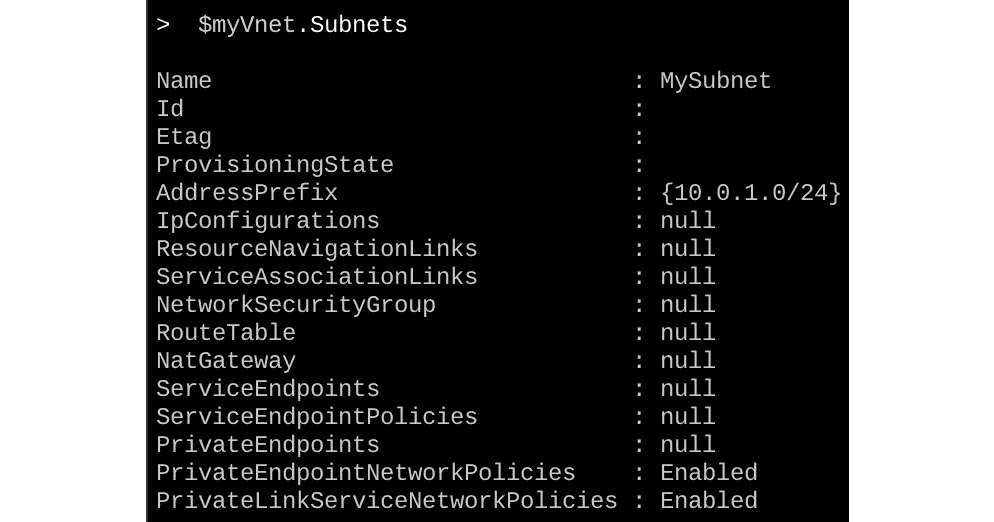 >  $myVnet.Subnets
Name                              : MySubnet
Id                                :
Etag                              :
ProvisioningState                 :
AddressPrefix                     : {10.0.1.0/24}
IpConfigurations                  : null
ResourceNavigationLinks           : null
ServiceAssociationLinks           : null
NetworkSecurityGroup              : null
RouteTable                        : null
NatGateway                        : null
ServiceEndpoints                  : null
ServiceEndpointPolicies           : null
PrivateEndpoints                  : null
PrivateEndpointNetworkPolicies    : Enabled
PrivateLinkServiceNetworkPolicies : Enabled